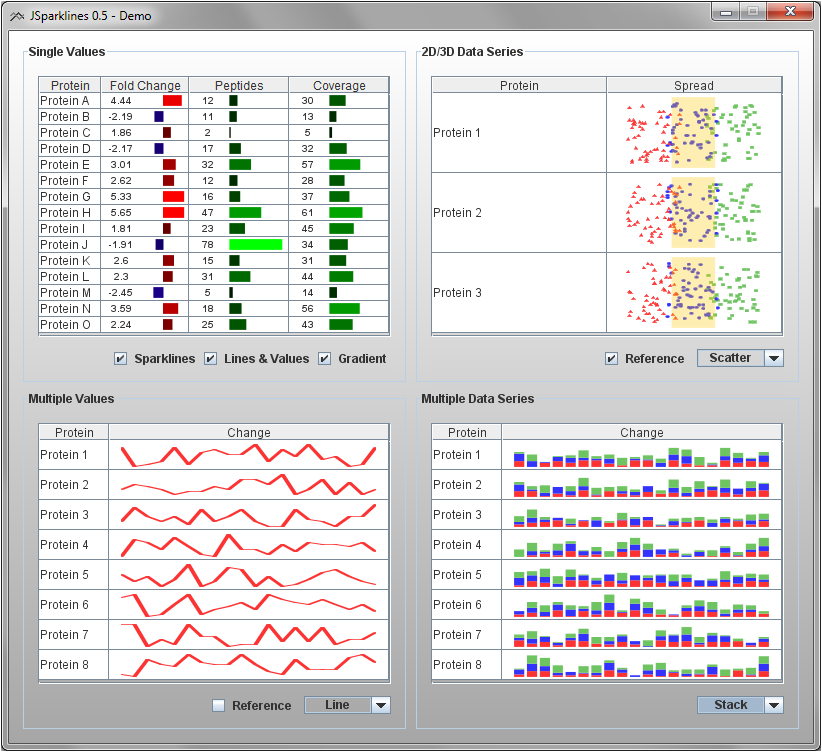 JSparklines 0.5 - Demo
Single Values
Protein Fold Change Peptides Coverage
Protein A 4.44 12 30
Protein B -2.19 11 13
Protein C 1.86 2 5
Protein D -2.17 17 32
Protein E 3.01 32 57
Protein F 2.62 12 28
Protein G 5.33 16 37
Protein H 5.65 47 61
Protein I 1.81 23 45
Protein J -1.91 78 34
Protein K 2.6 15 31
Protein L 2.3 31 44
Protein M -2.45 5 14
Protein N 3.59 18 56
Protein O 2.24 25 43
Sparklines Lines & Values Gradient
2D/3D Data Series
Protein Spread
Protein 1
Protein 2
Protein 3
Reference Scatter
Multiple Values
Protein Change
Protein 1
Protein 2
Protein 3
Protein 4
Protein 5
Protein 6
Protein 7
Protein 8
Reference Line
Multiple Data Series
Protein Change
Protein 1
Protein 2
Protein 3
Protein 4
Protein 5
Protein 6
Protein 7
Protein 8
Stack